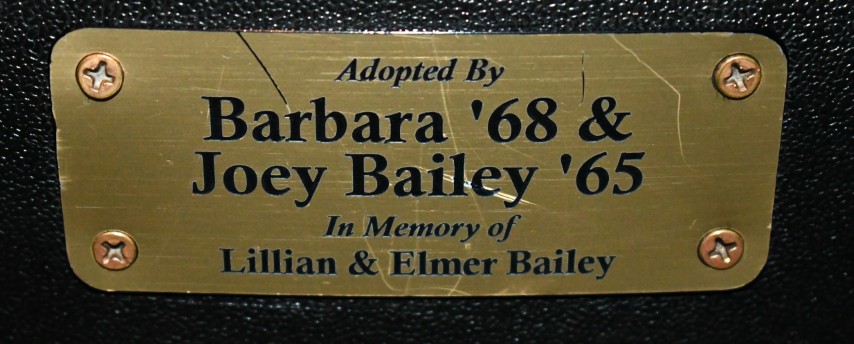 Adopted By
Barbara '68 &
Joey Bailey '65
In Memory of
Lillian & Elmer Bailey